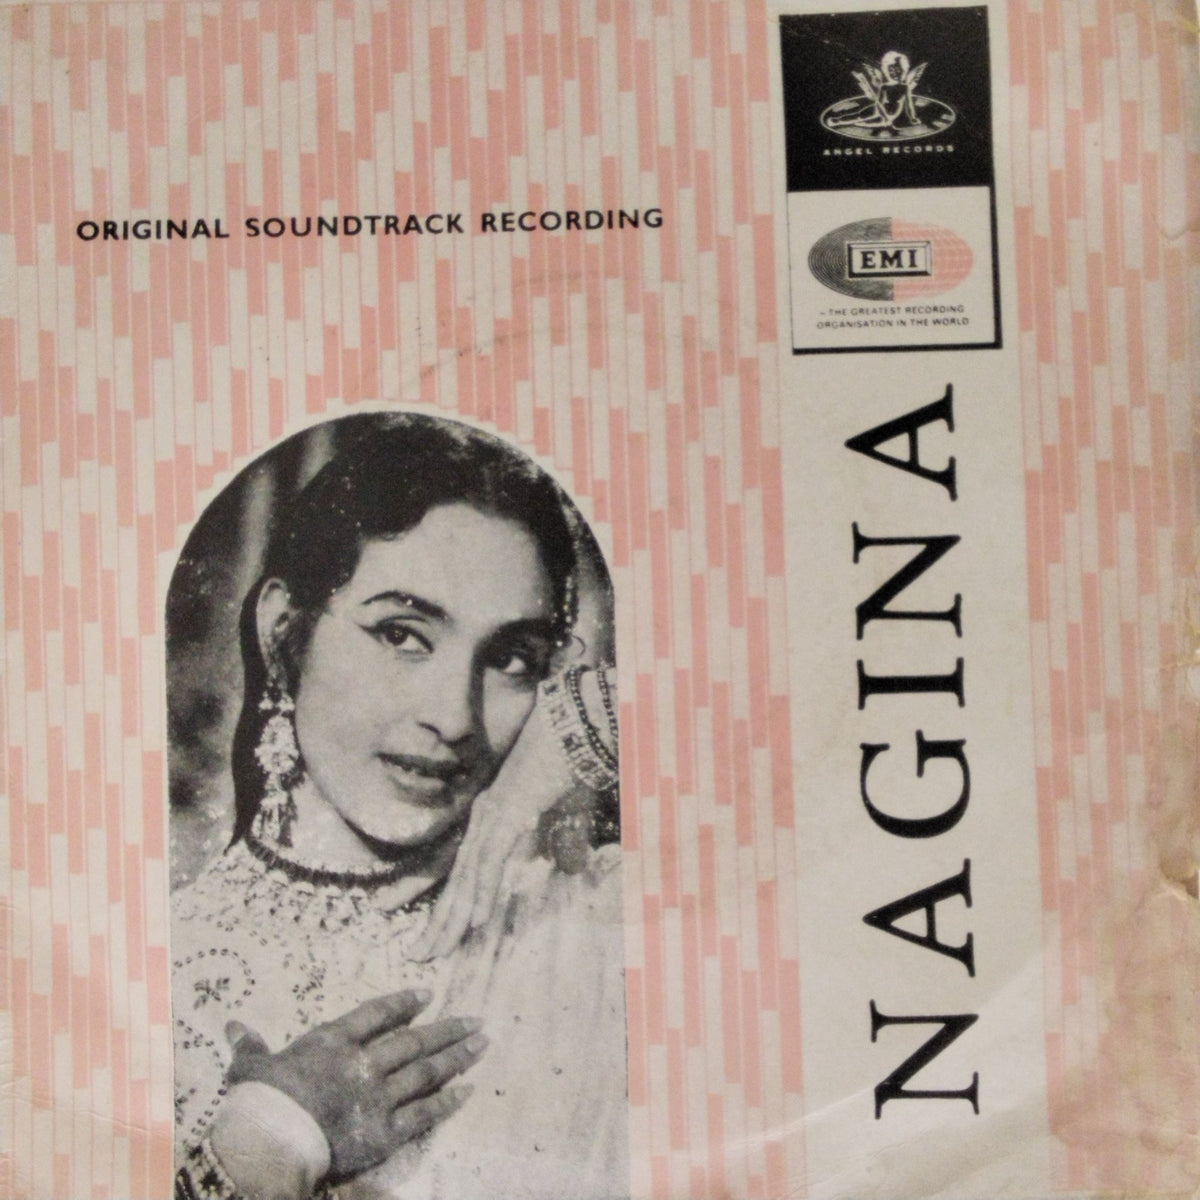 ANGEL RECORDS
ORIGINAL SOUNDTRACK RECORDING
EMI
– THE GREATEST RECORDING
ORGANISATION IN THE WORLD
NAGINA